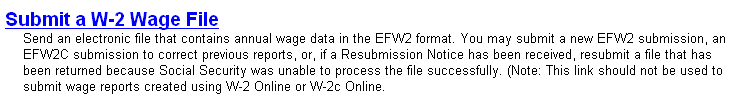 Submit a W-2 Wage File
Send an electronic file that contains annual wage data in the EFW2 format. You may submit a new EFW2 submission, an
EFW2C submission to correct previous reports, or, if a Resubmission Notice has been received, resubmit a file that has
been returned because Social Security was unable to process the file successfully. (Note: This link should not be used to
submit wage reports created using W-2 Online or W-2c Online.